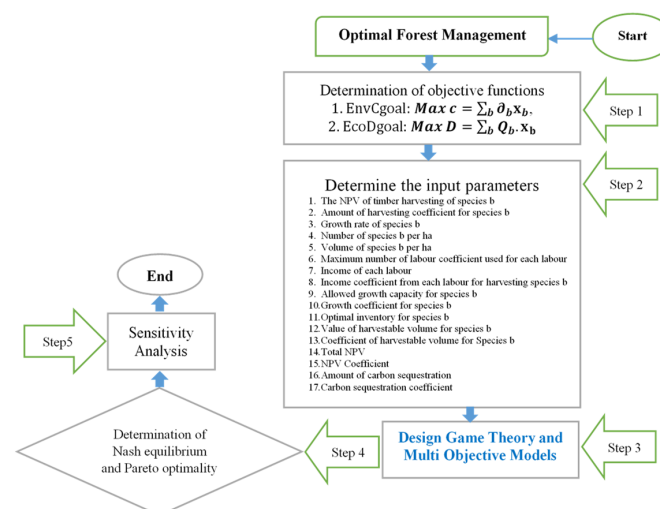 Optimal Forest Management
Start
Determination of objective functions
1. EnvCgoal: Max c = ∑b ∂bxb,
2. EcoDgoal: Max D = ∑b Qb.xb
Step 1
Step 2
Determine the input parameters
1. The NPV of timber harvesting of species b
2. Amount of harvesting coefficient for species b
3. Growth rate of species b
4. Number of species b per ha
5. Volume of species b per ha
6. Maximum number of labour coefficient used for each labour
7. Income of each labour
8. Income coefficient from each labour for harvesting species b
9. Allowed growth capacity for species b
10. Growth coefficient for species b
11. Optimal inventory for species b
12. Value of harvestable volume for species b
13. Coefficient of harvestable volume for Species b
14. Total NPV
15. NPV Coefficient
16. Amount of carbon sequestration
17. Carbon sequestration coefficient
End
Step5
Sensitivity
Analysis
Determination of
Nash equilibrium
and Pareto optimality
Step 4
Design Game Theory and
Multi Objective Models
Step 3